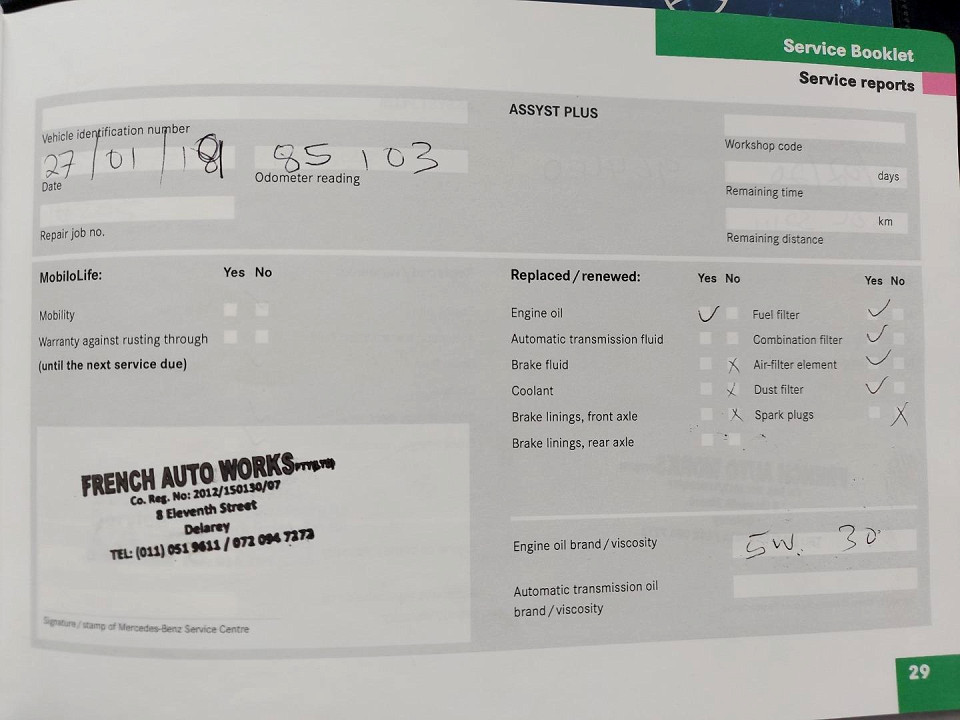 Service Booklet
Service reports
Vehicle identification number
27/01/18
Date
85 103
Odometer reading
Repair job no.
ASSYST PLUS
Workshop code
days
Remaining time
km
Remaining distance
MobiloLife: Yes No
Mobility
Warranty against rusting through
(until the next service due)
Replaced / renewed: Yes No Yes No
Engine oil ✓ Fuel filter ✓
Automatic transmission fluid Combination filter ✓
Brake fluid X Air-filter element ✓
Coolant X Dust filter ✓
Brake linings, front axle X Spark plugs X
Brake linings, rear axle
FRENCH AUTO WORKS
Co. Reg. No: 2012/150130/07
8 Eleventh Street
Delarey
TEL: (011) 051 9611 / 072 094 7273
Signature / stamp of Mercedes-Benz Service Centre
Engine oil brand / viscosity 5W. 30
Automatic transmission oil
brand / viscosity
29